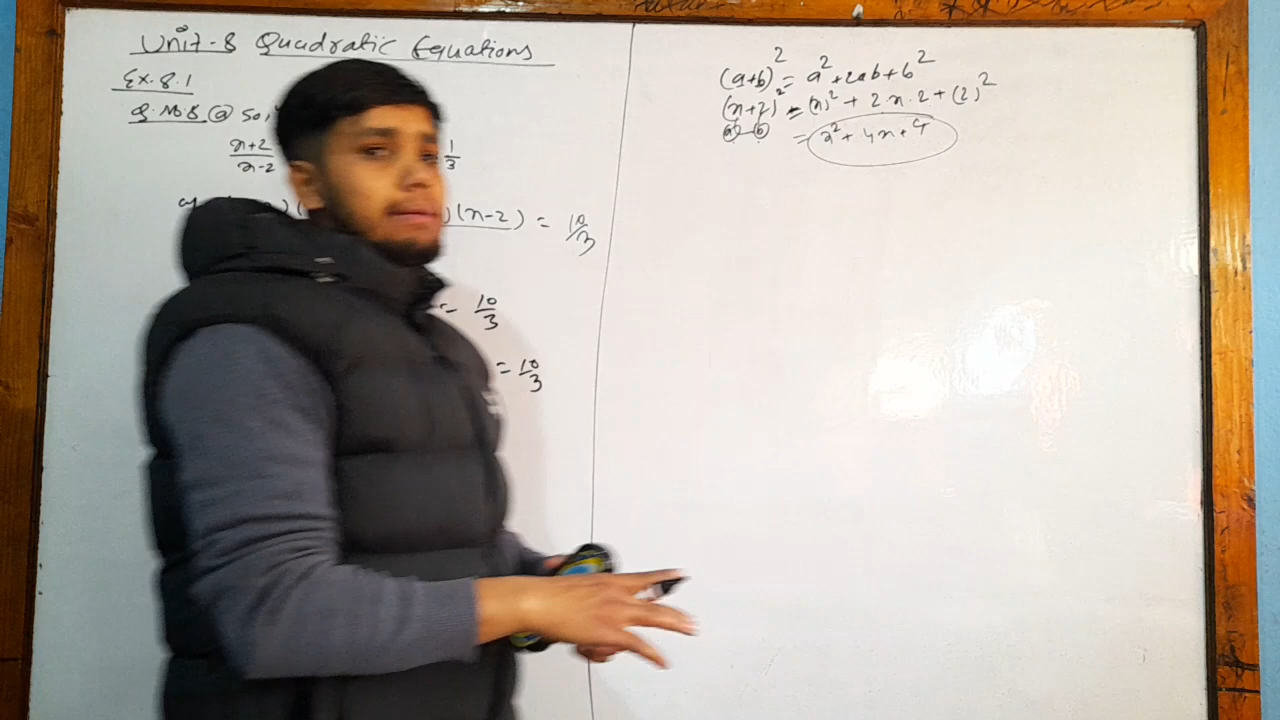 Unit-8 Quadratic Equations
Ex. 8.1
Q.No.8 @ So
x+2
x-2
1
3
)(x-2) = 10/3
= 10/3
= 10/3
(a+b)² = a² + 2ab + b²
(x+2)² = (x)² + 2·x·2 + (2)²
= x² + 4x + 4